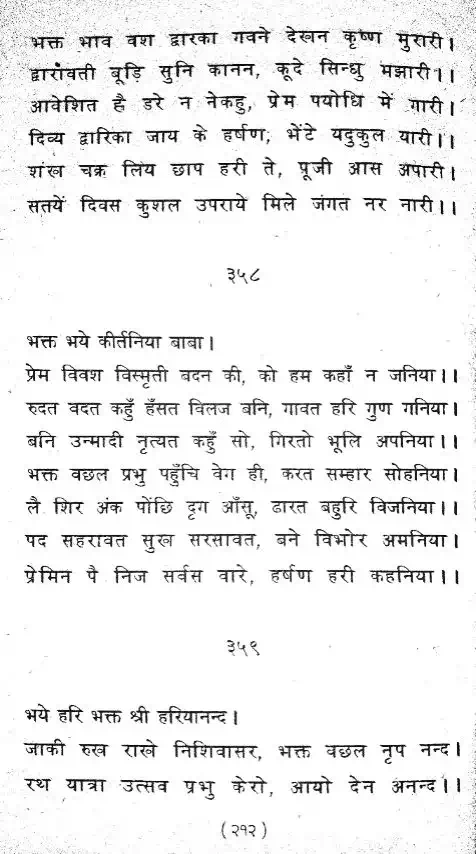 भक्त भाव वश द्वारका गवने देखन कृष्ण मुरारी।
द्वारावती बूड़ि सुनि कानन, कूदे सिन्धु मझारी।।
आवेशित है डरे न नेकहु, प्रेम पयोधि में गारी।
दिव्य द्वारिका जाय के हर्षण, भेंटे यदुकुल यारी।।
शंख चक्र लिय छाप हरी ते, पूजी आस अपारी।
सतयें दिवस कुशल उपराये मिले जंगत नर नारी।।
३५८
भक्त भये कीर्तनिया बाबा।
प्रेम विवश विस्मृती बदन की, को हम कहाँ न जनिया।।
रुदत वदत कहुँ हँसत विलज बनि, गावत हरि गुण गनिया।
बनि उन्मादी नृत्यत कहुँ सो, गिरतो भूलि अपनिया।।
भक्त वछल प्रभु पहुँचि वेग ही, करत सम्हार सोहनिया।
लै शिर अंक पोंछि दृग आँसू, ढारत बहुरि विजनिया।।
पद सहरावत सुख सरसावत, बने विभोर अमनिया।
प्रेमिन पै निज सर्वस वारे, हर्षण हरी कहनिया।।
३५९
भये हरि भक्त श्री हरियानन्द।
जाकी रुख राखे निशिवासर, भक्त वछल नृप नन्द।
रथ यात्रा उत्सव प्रभु केरो, आयो देन अनन्द।।
(२१२)